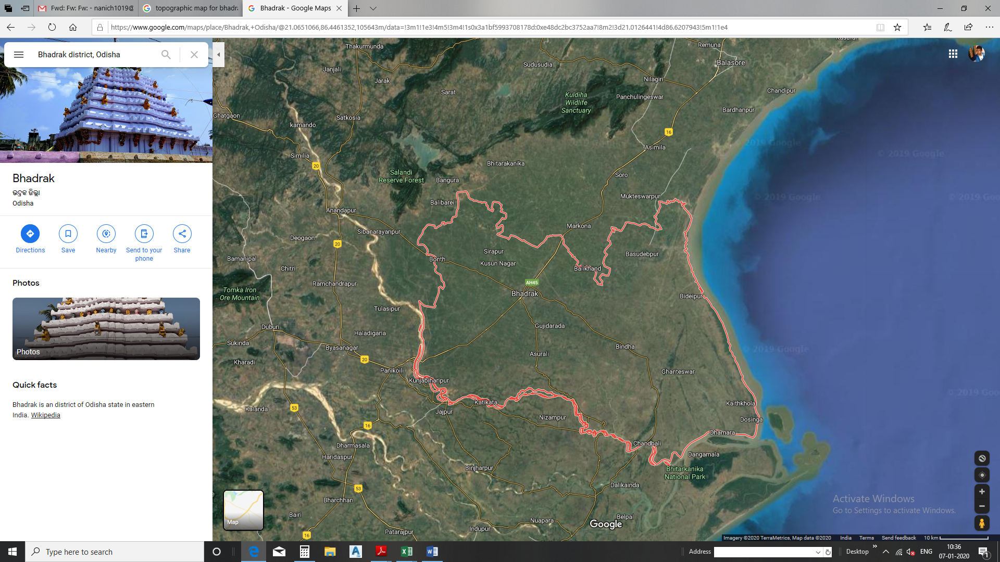 Fwd: Fw: Fw: - nanich1019@
topographic map for bhadra
Bhadrak - Google Maps
https://www.google.com/maps/place/Bhadrak,+Odisha/@21.0651066,86.4461352,105643m/data=!3m1!1e3!4m5!3m4!1s0x3a1bf5993708178d:0xe48dc2bc3752aa7!8m2!3d21.0126441!4d86.6207943!5m1!1e4
Bhadrak district, Odisha
Bhadrak
ଭଦ୍ରକ ଜିଲ୍ଲା
Odisha
Directions
Save
Nearby
Send to your
phone
Share
Photos
Photos
Quick facts
Bhadrak is an district of Odisha state in eastern
India. Wikipedia
Thakurmunda
Remuna
Janjali
Sudusudia
Balasore
Jarak
Nilagiri
Sarat
Kuldiha
Wildlife
Sanctuary
Panchulingeswar
Chandipur
Ghatgaon
Satkosia
Bardhanpur
kamando
16
© 2019 Google
Asimila
© 2019 Google
Similia
20
Bhitarakanika
Salandi
Reserve Forest
Bangura
Soro
Mukteswarpur
© 2019 Google
© 2019 Goo
Balibarei
Anandapur
Sibanarayanpur
Markona
Deogaon
20
Sirapur
Basudebpur
Bamanipal
Bonth
Kusun Nagar
Chitri
Balikhand
Ramchandrapur
AH45
Tomka Iron
Ore Mountain
Bhadrak
Bideipur
Tulasipur
Duburi
Haladigaria
Gujidarada
Sukinda
Byasanagar
Bindha
© 2019 Google
Kharadi
20
Asurali
Panikoili
Ghanteswar
Kunjabiharipur
© 2019 Goo
Kalanda
53
Katikata
Kaithkhola
Jajpur
Nizampur
Dosinga
16
Dhamara
Dharmasala
Chandbali
Haridaspur
Dangamala
Binjharpur
Bhitarkanika
National Park
53
Dalikainda
Bharchhan
Bairi
Belpal
Nuapara
Indupur
Patarajpur
16
Map
Google
Activate Windows
Go to Settings to activate Windows.
Imagery ©2020 TerraMetrics, Map data ©2020 India Terms Send feedback 10 km
Type here to search
Address
Desktop
ENG
10:36
07-01-2020
1